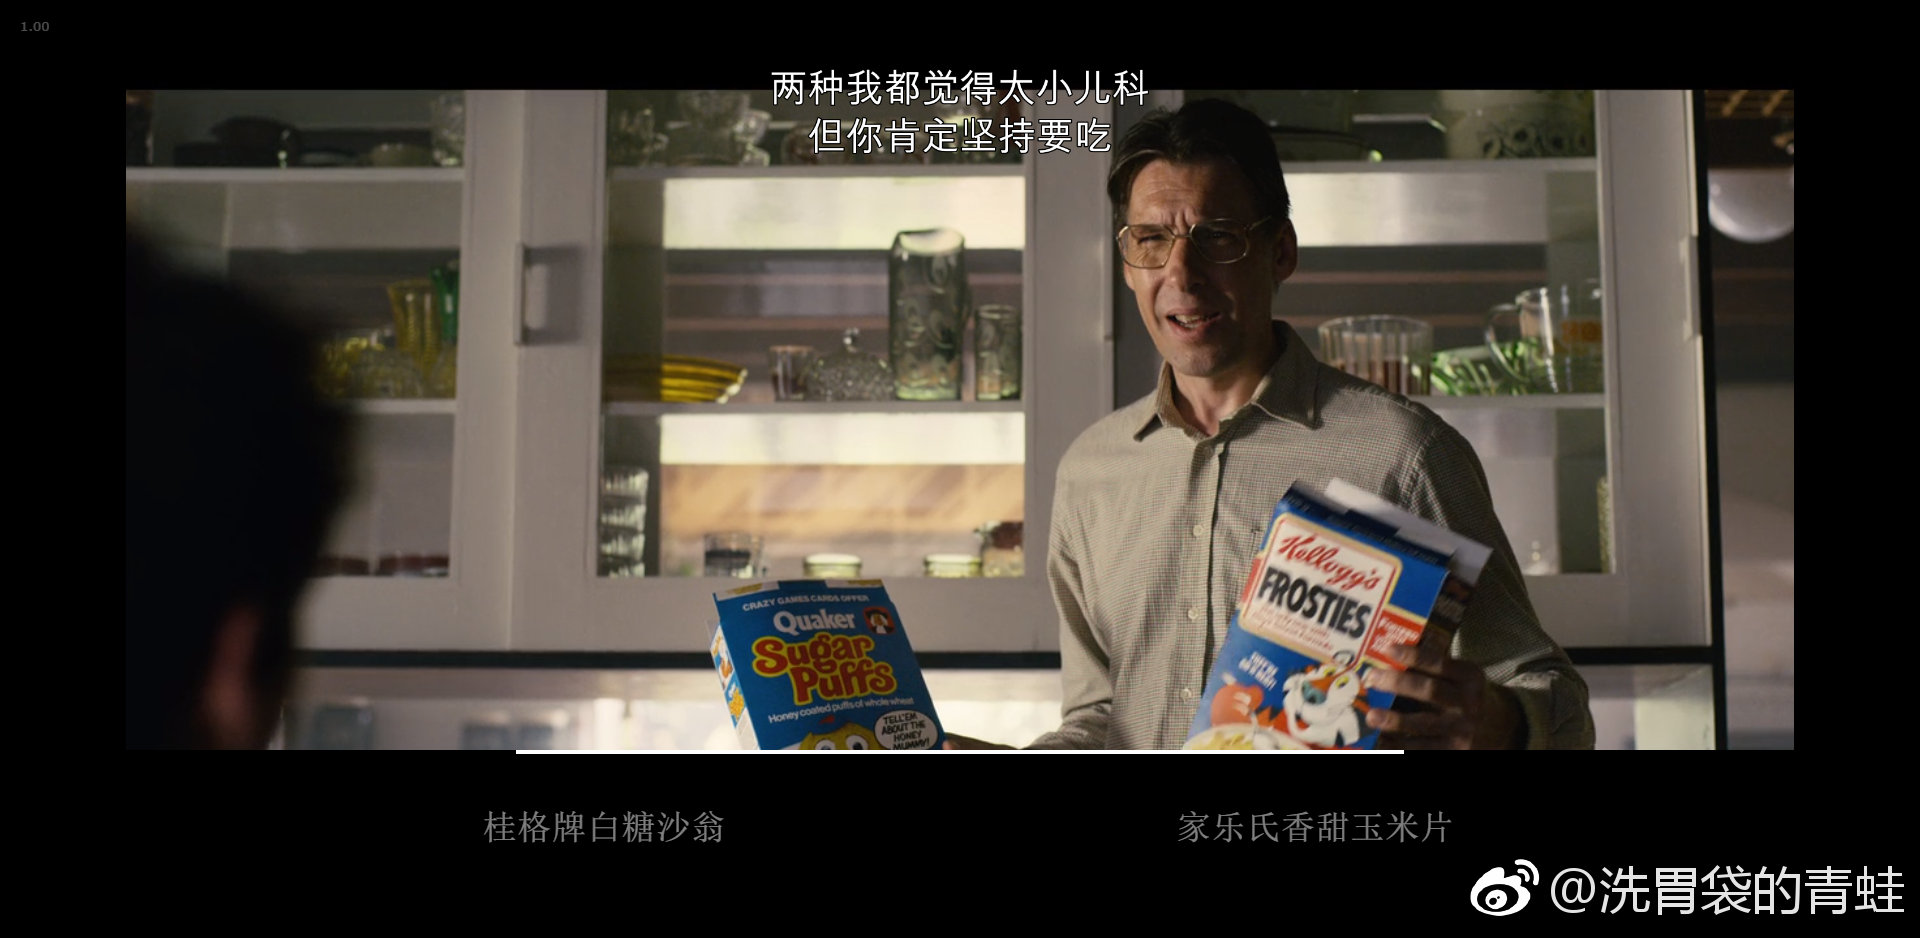 1.00
两种我都觉得太小儿科
但你肯定坚持要吃
CRAZY GAMES CARDS OFFER
Quaker
Sugar
Puffs
Honey coated puffs of whole wheat
TELL'EM
ABOUT THE
HONEY
MUMMY!
Kellogg's
FROSTIES
桂格牌白糖沙翁
家乐氏香甜玉米片
@洗胃袋的青蛙